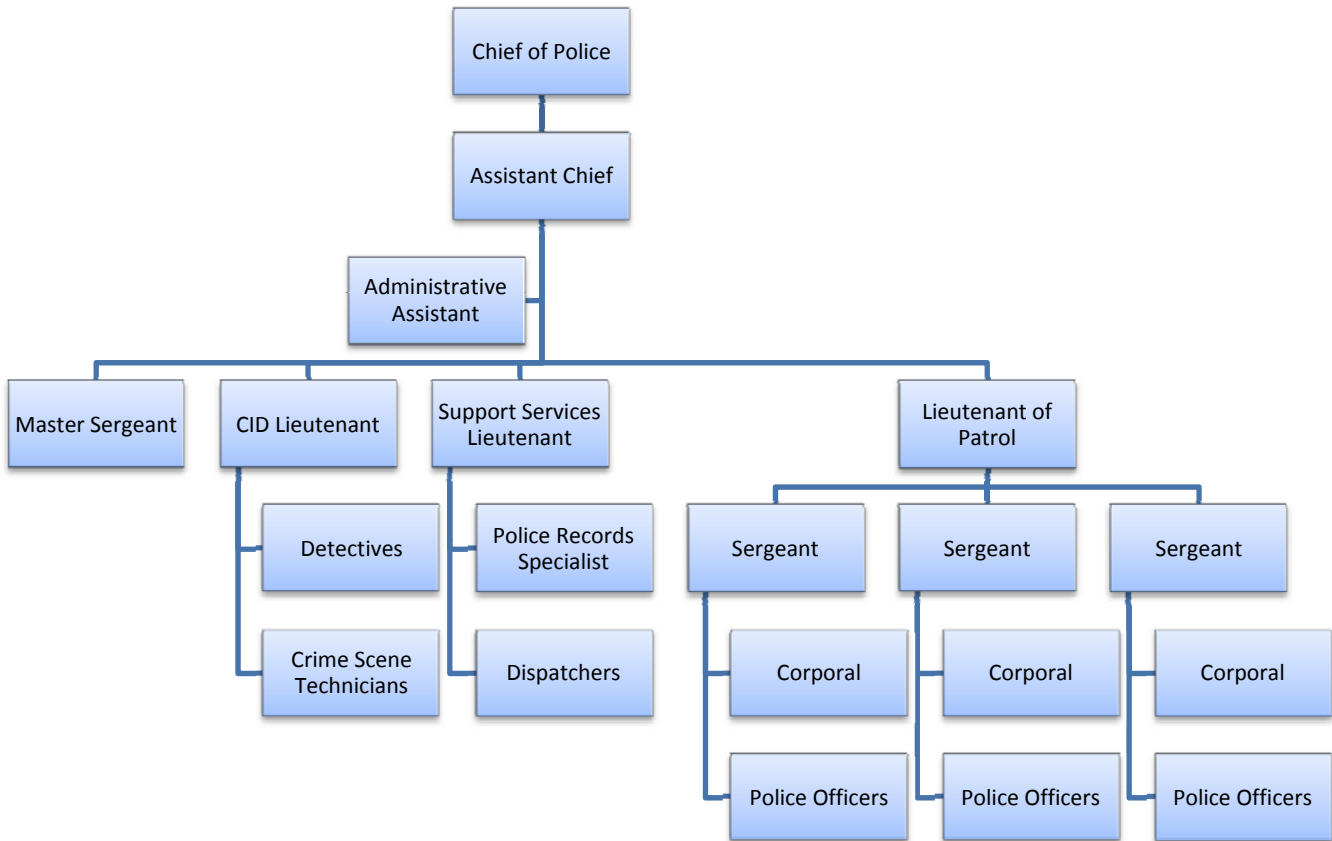 Chief of Police
Assistant Chief
Administrative
Assistant
Master Sergeant
CID Lieutenant
Support Services
Lieutenant
Lieutenant of
Patrol
Detectives
Police Records
Specialist
Sergeant
Sergeant
Sergeant
Crime Scene
Technicians
Dispatchers
Corporal
Corporal
Corporal
Police Officers
Police Officers
Police Officers